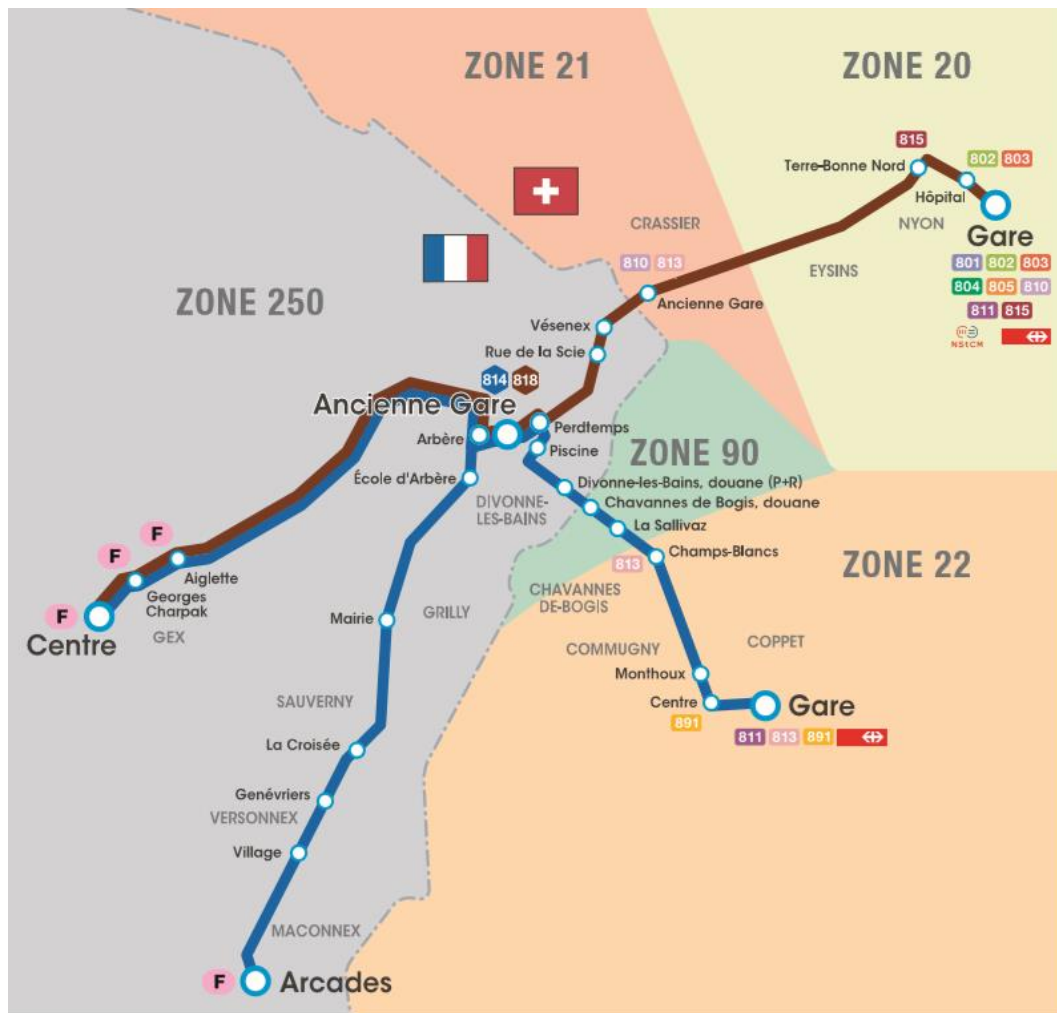 ZONE 21
ZONE 20
815
802 803
Terre-Bonne Nord
Hôpital
NYON
Gare
CRASSIER
810 813
EYSINS
801 802 803
804 805 810
811 815
NStCM
ZONE 250
Ancienne Gare
Vésenex
Rue de la Scie
814 818
Ancienne Gare
Perdtemps
Arbère
Piscine
ZONE 90
École d'Arbère
Divonne-les-Bains, douane (P+R)
DIVONNE-
LES-BAINS
Chavannes de Bogis, douane
La Sallivaz
Champs-Blancs
813
ZONE 22
F
F
Aiglette
Georges
Charpak
F
Centre
GEX
CHAVANNES
DE-BOGIS
Mairie
GRILLY
COMMUGNY
COPPET
Monthoux
SAUVERNY
Centre
Gare
891
811 813 891
La Croisée
Genévriers
VERSONNEX
Village
MACONNEX
F
Arcades